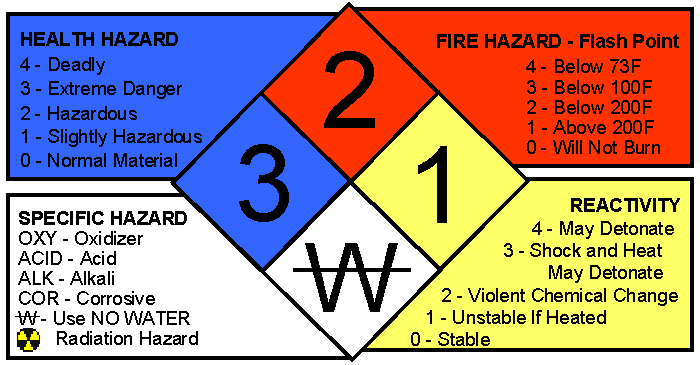 HEALTH HAZARD
4 - Deadly
3 - Extreme Danger
2 - Hazardous
1 - Slightly Hazardous
0 - Normal Material
FIRE HAZARD - Flash Point
4 - Below 73F
3 - Below 100F
2 - Below 200F
1 - Above 200F
0 - Will Not Burn
2
3
1
W̶
SPECIFIC HAZARD
OXY - Oxidizer
ACID - Acid
ALK - Alkali
COR - Corrosive
W̶ - Use NO WATER
Radiation Hazard
REACTIVITY
4 - May Detonate
3 - Shock and Heat
May Detonate
2 - Violent Chemical Change
1 - Unstable If Heated
0 - Stable